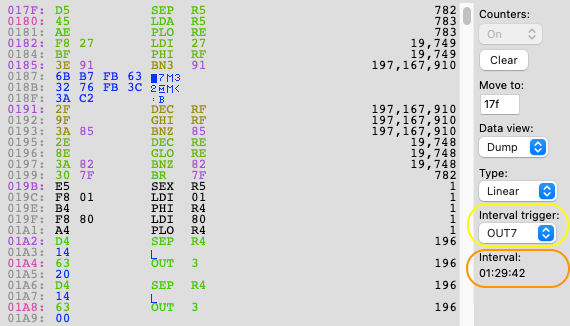 017F: D5 SEP R5 782
0180: 45 LDA R5 783
0181: AE PLO RE 783
0182: F8 27 LDI 27 19,749
0184: BF PHI RF 19,749
0185: 3E 91 BN3 91 197,167,910
0187: 6B B7 FB 63
018B: 32 76 FB 3C
018F: 3A C2 :B
0191: 2F DEC RF 197,167,910
0192: 9F GHI RF 197,167,910
0193: 3A 85 BNZ 85 197,167,910
0195: 2E DEC RE 19,748
0196: 8E GLO RE 19,748
0197: 3A 82 BNZ 82 19,748
0199: 30 7F BR 7F 782
019B: E5 SEX R5 1
019C: F8 01 LDI 01 1
019E: B4 PHI R4 1
019F: F8 80 LDI 80 1
01A1: A4 PLO R4 1
01A2: D4 SEP R4 196
01A3: 14
01A4: 63 OUT 3 196
01A5: 20
01A6: D4 SEP R4 196
01A7: 14
01A8: 63 OUT 3 196
01A9: 00
Counters:
On
Clear
Move to:
17f
Data view:
Dump
Type:
Linear
Interval trigger:
OUT7
Interval:
01:29:42